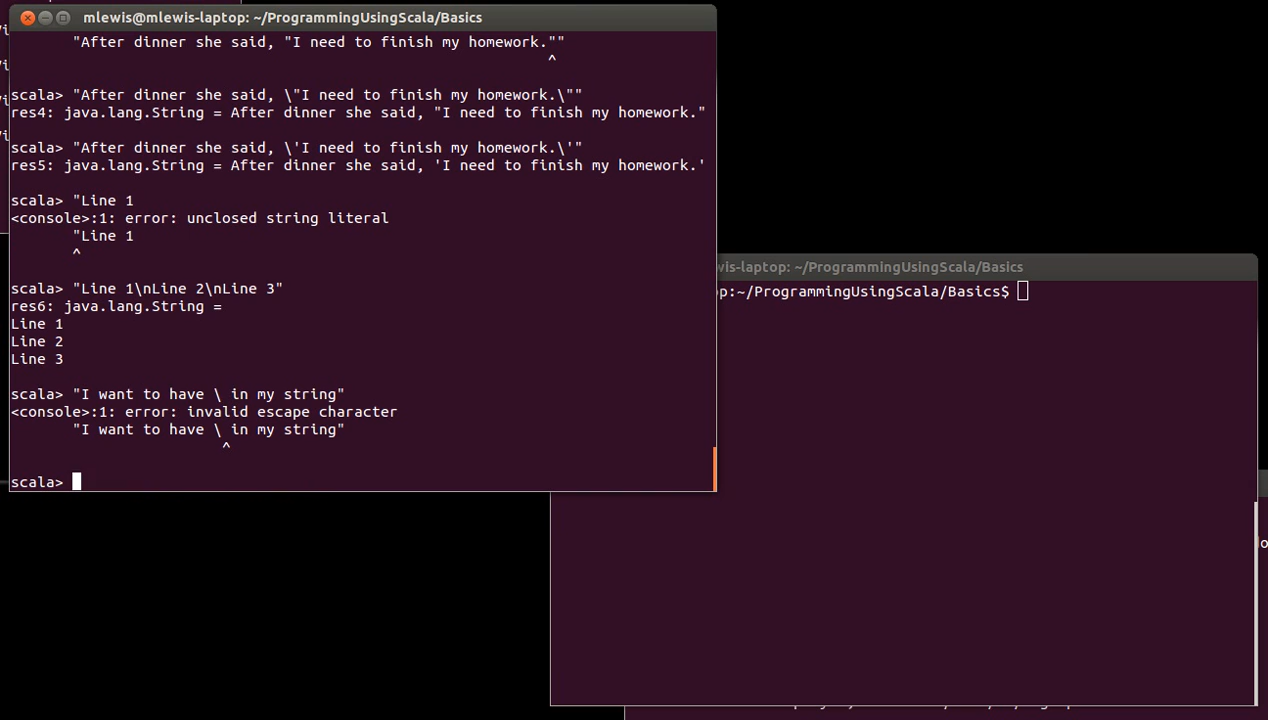 mlewis@mlewis-laptop: ~/ProgrammingUsingScala/Basics
"After dinner she said, "I need to finish my homework.""
^
scala> "After dinner she said, \"I need to finish my homework.\""
res4: java.lang.String = After dinner she said, "I need to finish my homework."
scala> "After dinner she said, \'I need to finish my homework.\'"
res5: java.lang.String = After dinner she said, 'I need to finish my homework.'
scala> "Line 1
<console>:1: error: unclosed string literal
"Line 1
^
scala> "Line 1\nLine 2\nLine 3"
res6: java.lang.String =
Line 1
Line 2
Line 3
scala> "I want to have \ in my string"
<console>:1: error: invalid escape character
"I want to have \ in my string"
^
scala>
wis-laptop: ~/ProgrammingUsingScala/Basics
op:~/ProgrammingUsingScala/Basics$